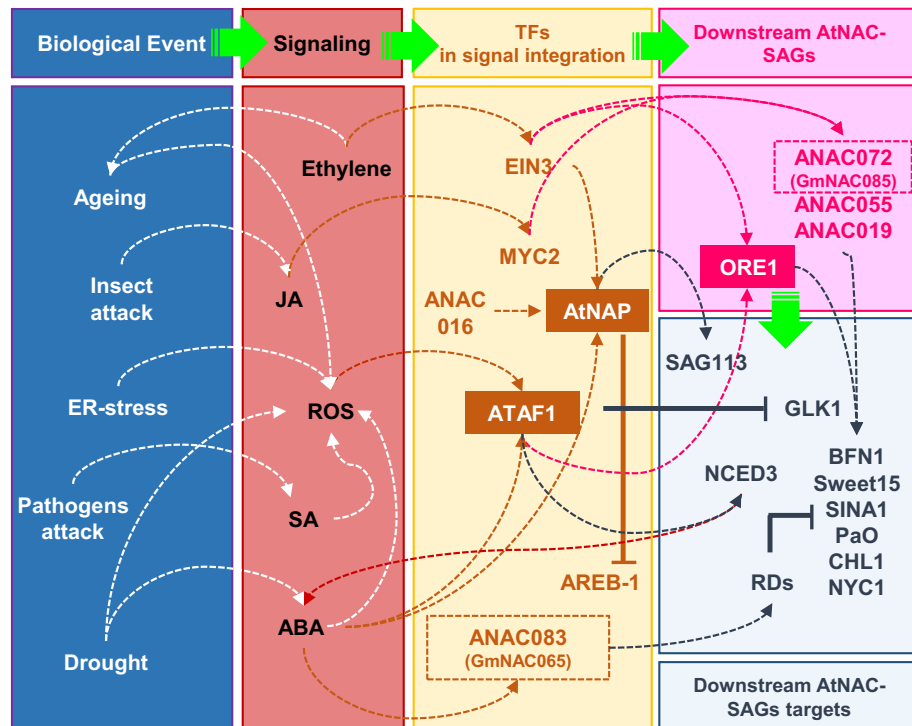 Biological Event
Signaling
TFs
in signal integration
Downstream AtNAC-
SAGs
Ageing
Insect
attack
ER-stress
Pathogens
attack
Drought
Ethylene
JA
ROS
SA
ABA
EIN3
MYC2
ANAC
016
AtNAP
ATAF1
AREB-1
ANAC083
(GmNAC065)
ANAC072
(GmNAC085)
ANAC055
ANAC019
ORE1
SAG113
GLK1
NCED3
BFN1
Sweet15
SINA1
PaO
CHL1
NYC1
RDs
Downstream AtNAC-
SAGs targets